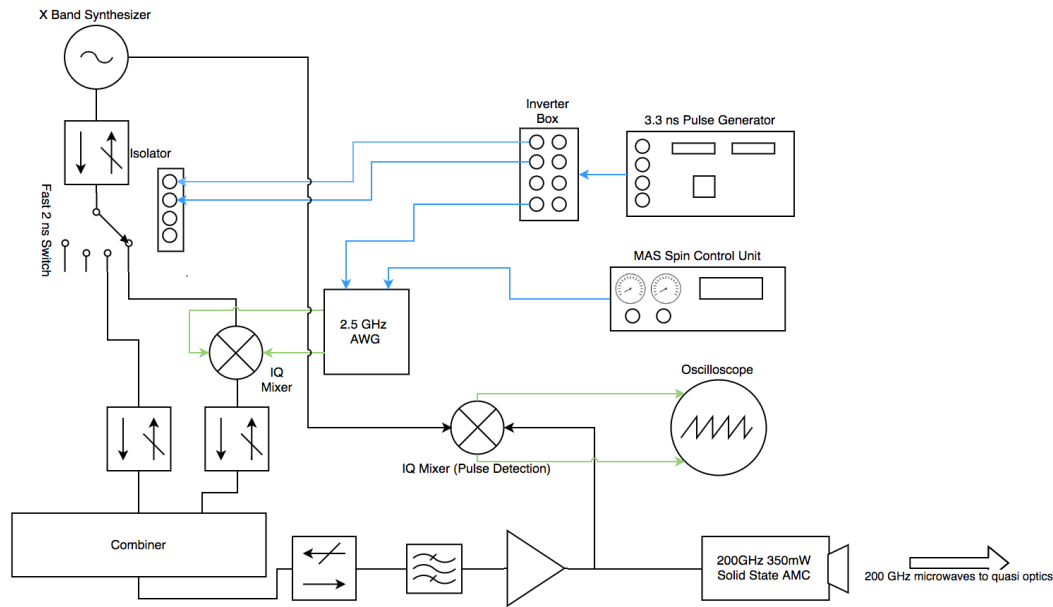 X Band Synthesizer
Inverter
Box
3.3 ns Pulse Generator
Isolator
Fast 2 ns Switch
MAS Spin Control Unit
2.5 GHz
AWG
IQ
Mixer
Oscilloscope
IQ Mixer (Pulse Detection)
Combiner
200GHz 350mW
Solid State AMC
200 GHz microwaves to quasi optics